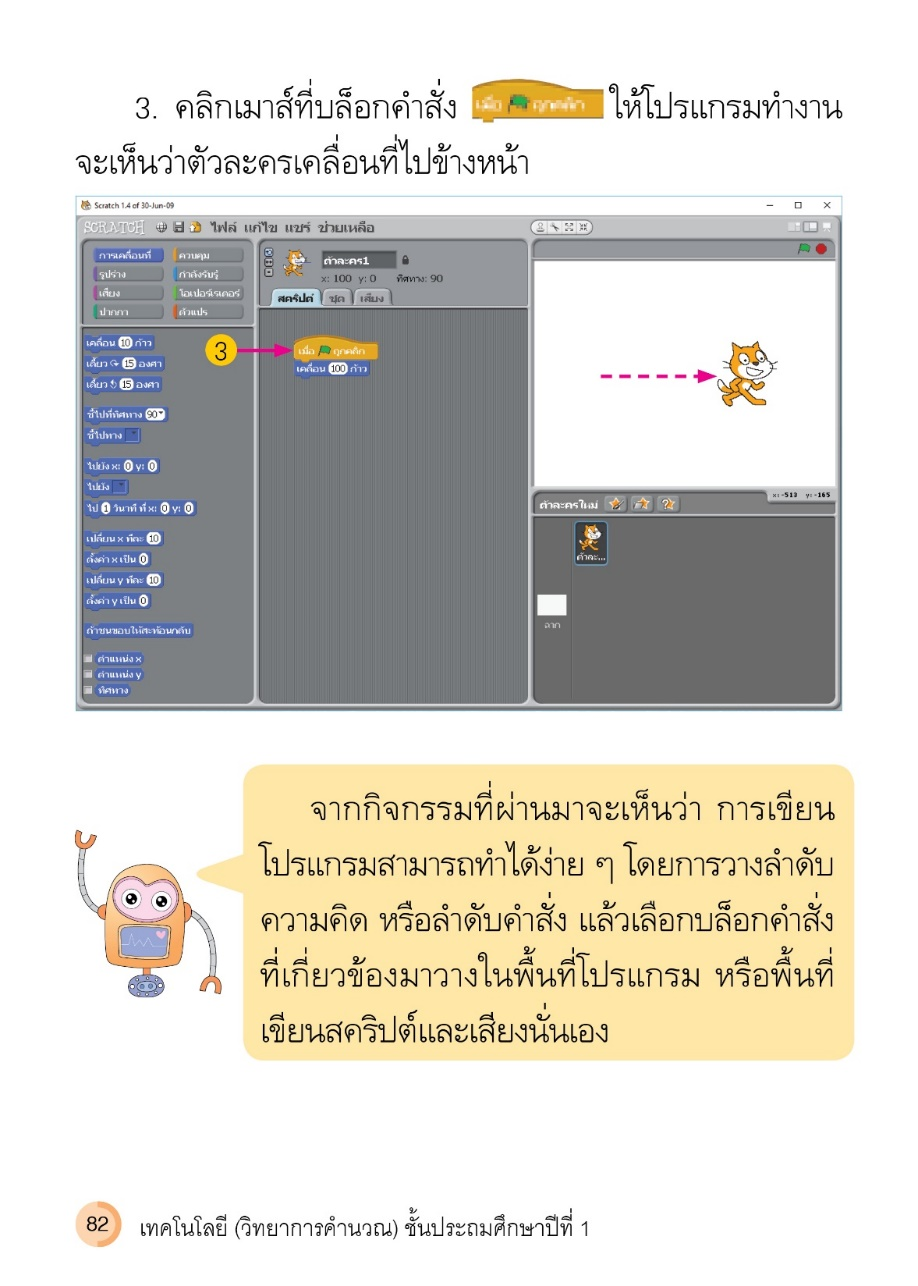 3. คลิกเมาส์ที่บล็อกคำสั่ง เมื่อ ถูกคลิก ให้โปรแกรมทำงาน
จะเห็นว่าตัวละครเคลื่อนที่ไปข้างหน้า
Scratch 1.4 of 30-Jun-09
SCRATCH ไฟล์ แก้ไข แชร์ ช่วยเหลือ
การเคลื่อนที่ ควบคุม
รูปร่าง กำลังรับรู้
เสียง โอเปอร์เรเตอร์
ปากกา ตัวแปร
ตัวละคร1
x: 100 y: 0 ทิศทาง: 90
สคริปต์ ชุด เสียง
เคลื่อน 10 ก้าว
เลี้ยว 15 องศา
เลี้ยว 15 องศา
ชี้ไปที่ทิศทาง 90
ชี้ไปทาง
ไปยัง x: 0 y: 0
ไปยัง
ไป 1 วินาที ที่ x: 0 y: 0
เปลี่ยน x ทีละ 10
ตั้งค่า x เป็น 0
เปลี่ยน y ทีละ 10
ตั้งค่า y เป็น 0
ถ้าชนขอบให้สะท้อนกลับ
ตำแหน่ง x
ตำแหน่ง y
ทิศทาง
3
เมื่อ ถูกคลิก
เคลื่อน 100 ก้าว
x: -513 y: -165
ตัวละครใหม่
ตัวละ...
ฉาก
จากกิจกรรมที่ผ่านมาจะเห็นว่า การเขียน
โปรแกรมสามารถทำได้ง่าย ๆ โดยการวางลำดับ
ความคิด หรือลำดับคำสั่ง แล้วเลือกบล็อกคำสั่ง
ที่เกี่ยวข้องมาวางในพื้นที่โปรแกรม หรือพื้นที่
เขียนสคริปต์และเสียงนั่นเอง
82 เทคโนโลยี (วิทยาการคำนวณ) ชั้นประถมศึกษาปีที่ 1